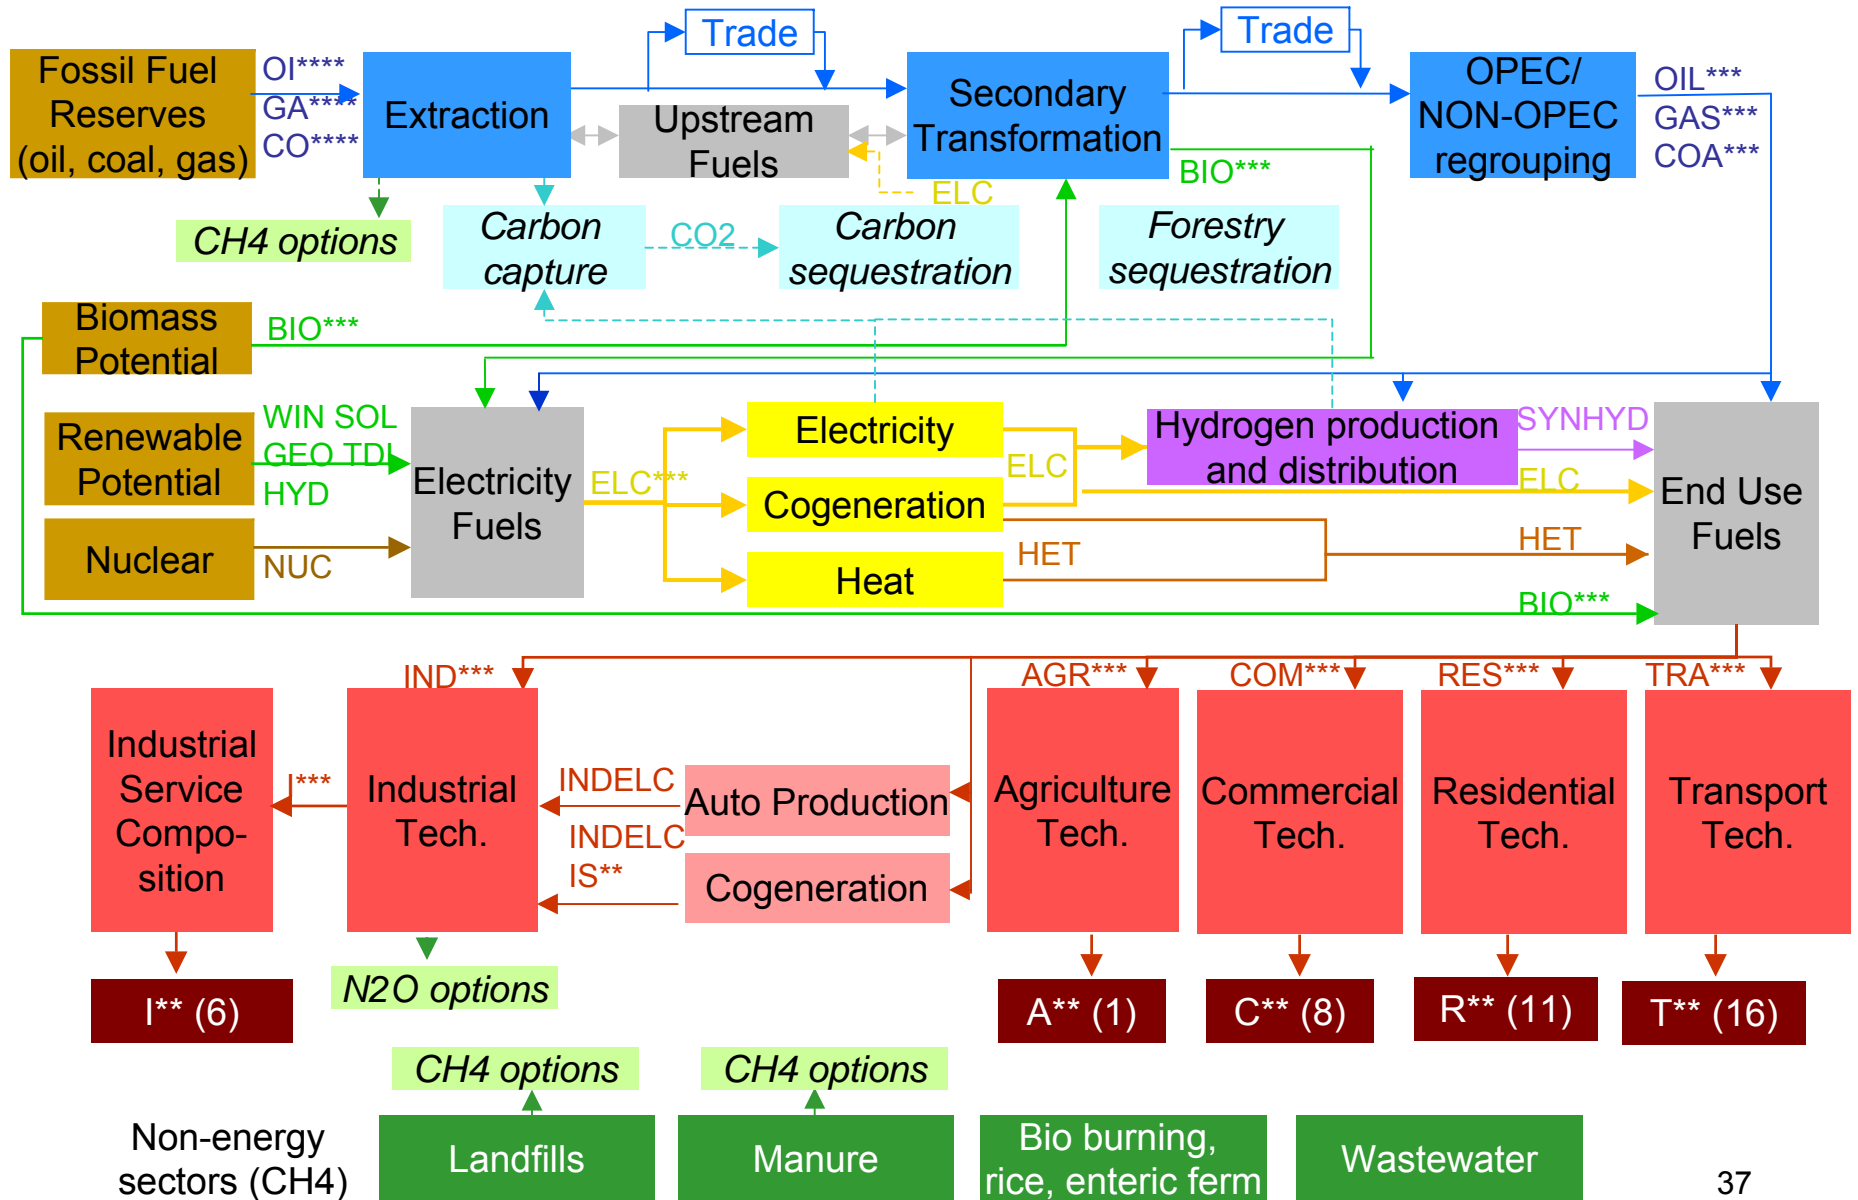 Trade
Trade
Fossil Fuel
Reserves
(oil, coal, gas)
OI****
GA****
CO****
Extraction
Upstream
Fuels
Secondary
Transformation
OPEC/
NON-OPEC
regrouping
OIL***
GAS***
COA***
BIO***
ELC
CH4 options
Carbon
capture
CO2
Carbon
sequestration
Forestry
sequestration
Biomass
Potential
BIO***
Renewable
Potential
WIN SOL
GEO TDL
HYD
Nuclear
NUC
Electricity
Fuels
ELC***
Electricity
Cogeneration
Heat
ELC
HET
Hydrogen production
and distribution
SYNHYD
ELC
HET
BIO***
End Use
Fuels
IND***
AGR***
COM***
RES***
TRA***
Industrial
Service
Compo-
sition
I***
Industrial
Tech.
INDELC
INDELC
IS**
Auto Production
Cogeneration
Agriculture
Tech.
Commercial
Tech.
Residential
Tech.
Transport
Tech.
I** (6)
N2O options
A** (1)
C** (8)
R** (11)
T** (16)
CH4 options
CH4 options
Non-energy
sectors (CH4)
Landfills
Manure
Bio burning,
rice, enteric ferm
Wastewater
37